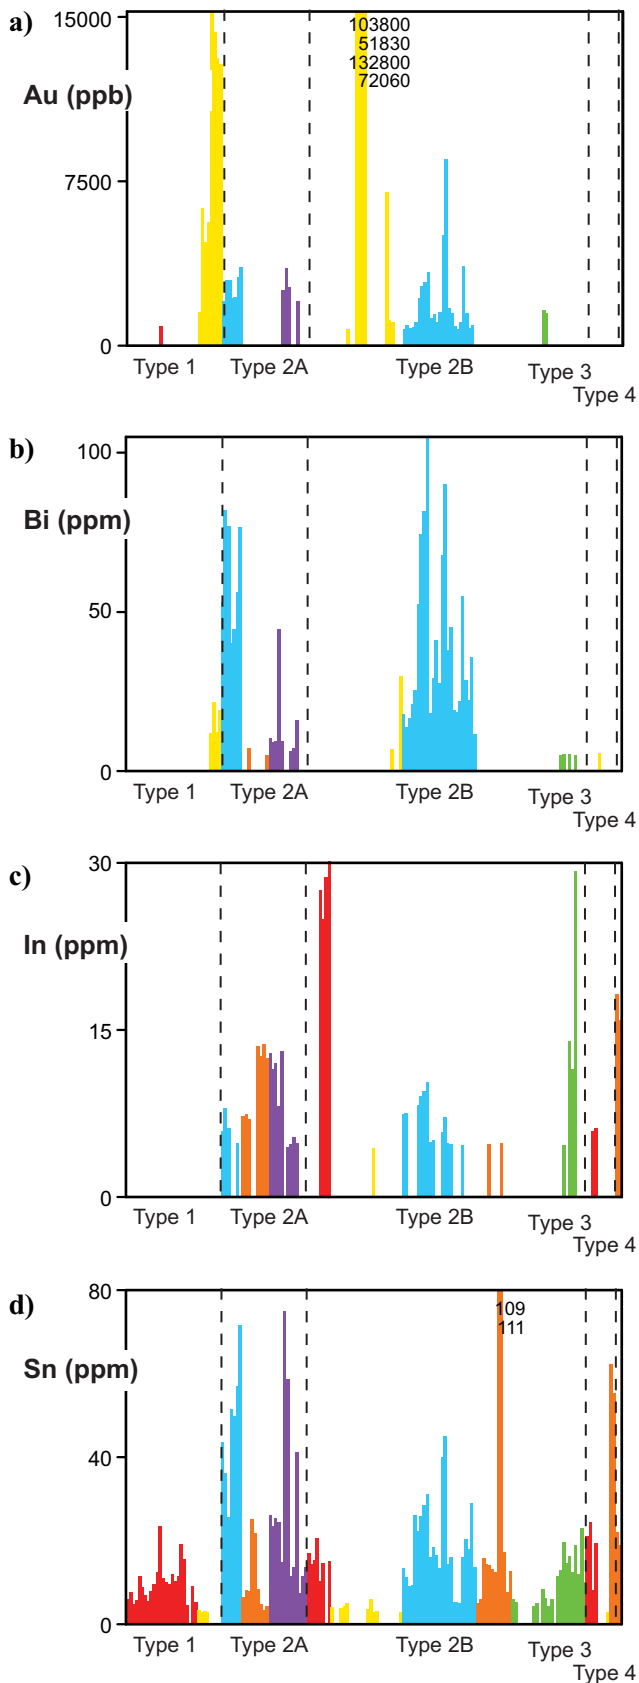 a)
15000
103800
51830
132800
72060
Au (ppb)
7500
0
Type 1 Type 2A Type 2B Type 3
Type 4
b)
100
Bi (ppm)
50
0
Type 1 Type 2A Type 2B Type 3
Type 4
c)
30
In (ppm)
15
0
Type 1 Type 2A Type 2B Type 3
Type 4
d)
80
109
111
Sn (ppm)
40
0
Type 1 Type 2A Type 2B Type 3
Type 4